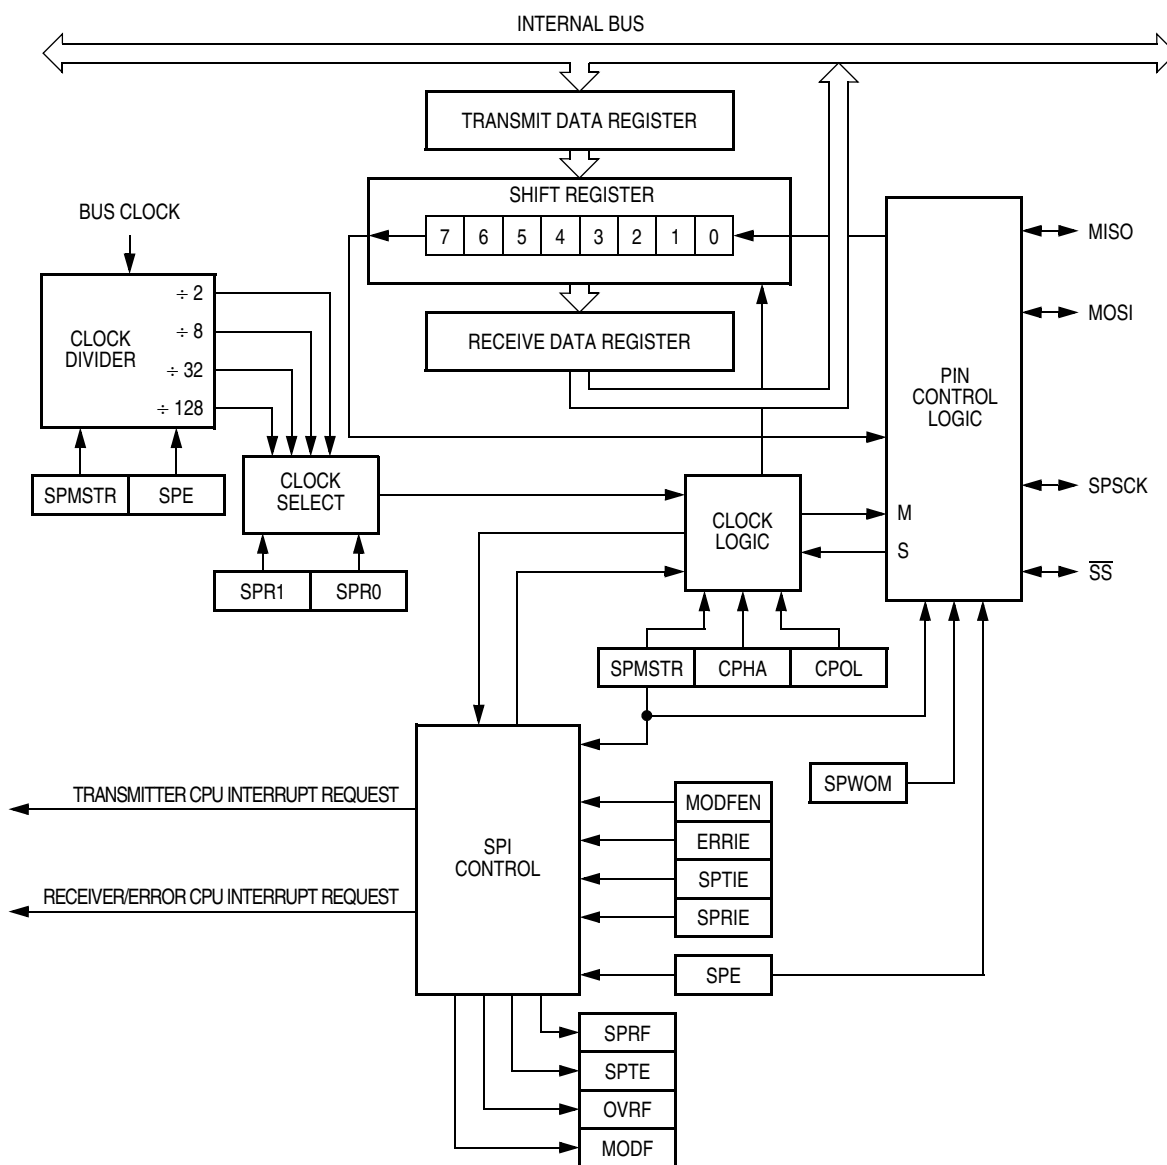 INTERNAL BUS
TRANSMIT DATA REGISTER
SHIFT REGISTER
7 6 5 4 3 2 1 0
RECEIVE DATA REGISTER
BUS CLOCK
CLOCK
DIVIDER
÷ 2
÷ 8
÷ 32
÷ 128
SPMSTR SPE
CLOCK
SELECT
SPR1 SPR0
CLOCK
LOGIC
SPMSTR CPHA CPOL
PIN
CONTROL
LOGIC
M
S
MISO
MOSI
SPSCK
SS
SPWOM
TRANSMITTER CPU INTERRUPT REQUEST
RECEIVER/ERROR CPU INTERRUPT REQUEST
SPI
CONTROL
MODFEN
ERRIE
SPTIE
SPRIE
SPE
SPRF
SPTE
OVRF
MODF